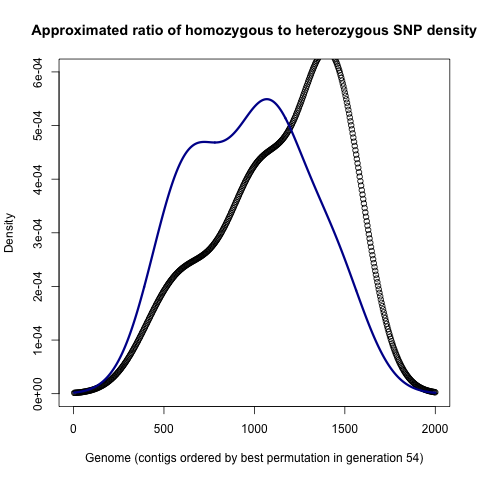 Approximated ratio of homozygous to heterozygous SNP density
6e-04
5e-04
4e-04
3e-04
2e-04
1e-04
0e+00
Density
0 500 1000 1500 2000
Genome (contigs ordered by best permutation in generation 54)